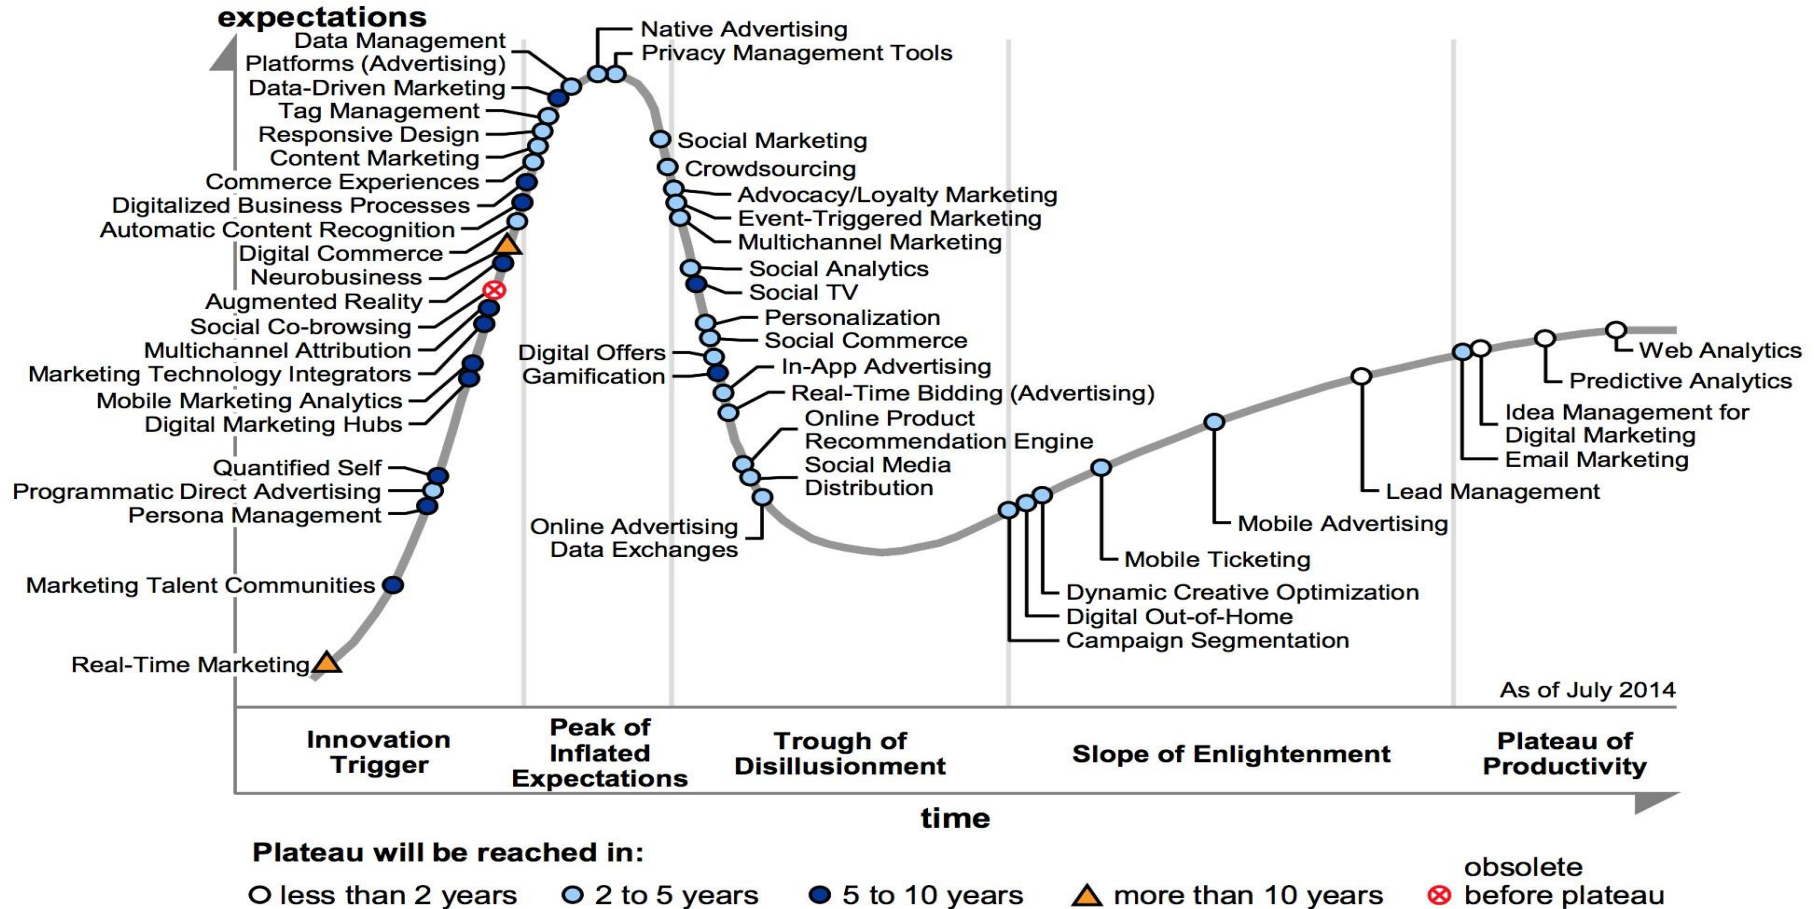 expectations
Data Management
Platforms (Advertising)
Data-Driven Marketing
Tag Management
Responsive Design
Content Marketing
Commerce Experiences
Digitalized Business Processes
Automatic Content Recognition
Digital Commerce
Neurobusiness
Augmented Reality
Social Co-browsing
Multichannel Attribution
Marketing Technology Integrators
Mobile Marketing Analytics
Digital Marketing Hubs
Quantified Self
Programmatic Direct Advertising
Persona Management
Marketing Talent Communities
Real-Time Marketing
Native Advertising
Privacy Management Tools
Social Marketing
Crowdsourcing
Advocacy/Loyalty Marketing
Event-Triggered Marketing
Multichannel Marketing
Social Analytics
Social TV
Personalization
Social Commerce
Digital Offers
Gamification
In-App Advertising
Real-Time Bidding (Advertising)
Online Product
Recommendation Engine
Social Media
Distribution
Online Advertising
Data Exchanges
Web Analytics
Predictive Analytics
Idea Management for
Digital Marketing
Email Marketing
Lead Management
Mobile Advertising
Mobile Ticketing
Dynamic Creative Optimization
Digital Out-of-Home
Campaign Segmentation
As of July 2014
Innovation
Trigger
Peak of
Inflated
Expectations
Trough of
Disillusionment
Slope of Enlightenment
Plateau of
Productivity
time
Plateau will be reached in:
less than 2 years
2 to 5 years
5 to 10 years
more than 10 years
obsolete
before plateau